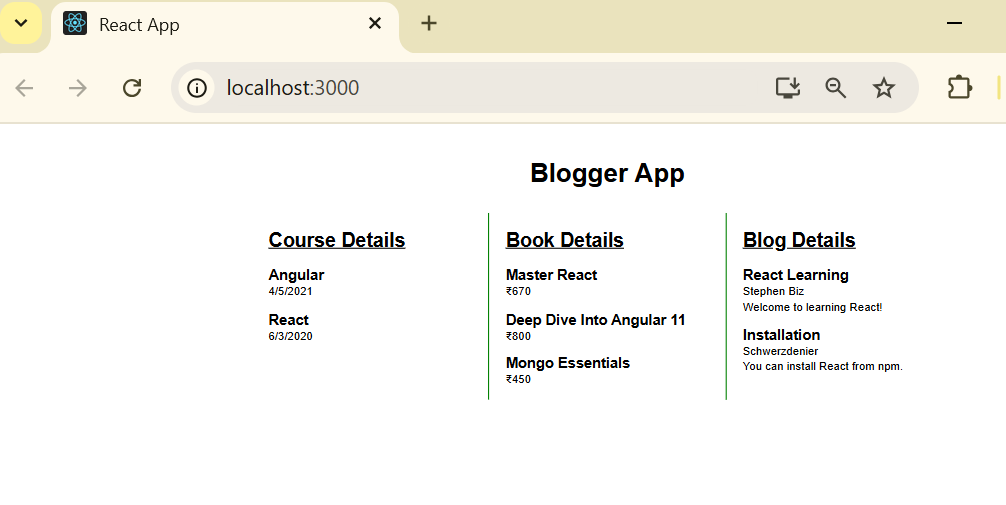 React App
localhost:3000
Blogger App
Course Details
Angular
4/5/2021
React
6/3/2020
Book Details
Master React
₹670
Deep Dive Into Angular 11
₹800
Mongo Essentials
₹450
Blog Details
React Learning
Stephen Biz
Welcome to learning React!
Installation
Schwerzdenier
You can install React from npm.